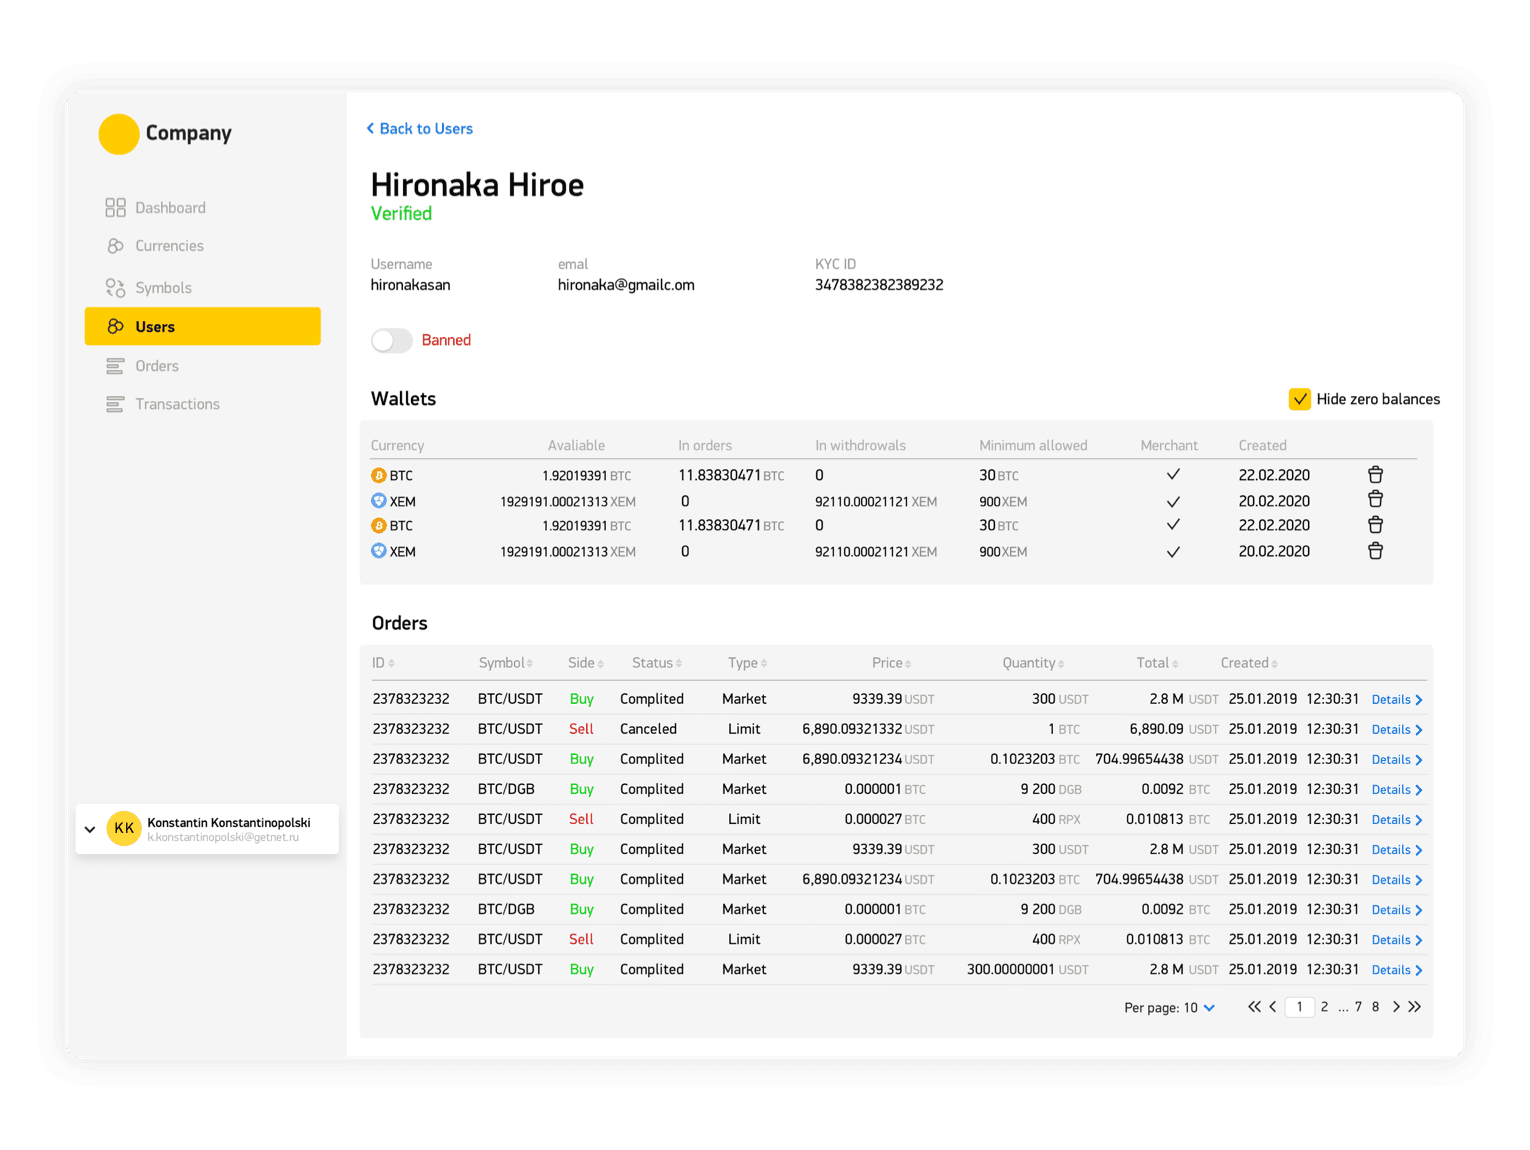 Company
Dashboard
Currencies
Symbols
Users
Orders
Transactions
KK
Konstantin Konstantinopolski
k.konstantinopolski@getnet.ru
Back to Users
Hironaka Hiroe
Verified
Username emal KYC ID
hironakasan hironaka@gmailc.om 3478382382389232
Banned
Wallets Hide zero balances
Currency Avaliable In orders In withdrowals Minimum allowed Merchant Created
BTC 1.92019391 BTC 11.83830471 BTC 0 30 BTC 22.02.2020
XEM 1929191.00021313 XEM 0 92110.00021121 XEM 900 XEM 20.02.2020
BTC 1.92019391 BTC 11.83830471 BTC 0 30 BTC 22.02.2020
XEM 1929191.00021313 XEM 0 92110.00021121 XEM 900 XEM 20.02.2020
Orders
ID Symbol Side Status Type Price Quantity Total Created
2378323232 BTC/USDT Buy Complited Market 9339.39 USDT 300 USDT 2.8 M USDT 25.01.2019 12:30:31 Details
2378323232 BTC/USDT Sell Canceled Limit 6,890.09321332 USDT 1 BTC 6,890.09 USDT 25.01.2019 12:30:31 Details
2378323232 BTC/USDT Buy Complited Market 6,890.09321234 USDT 0.1023203 BTC 704.99654438 USDT 25.01.2019 12:30:31 Details
2378323232 BTC/DGB Buy Complited Market 0.000001 BTC 9 200 DGB 0.0092 BTC 25.01.2019 12:30:31 Details
2378323232 BTC/USDT Sell Complited Limit 0.000027 BTC 400 RPX 0.010813 BTC 25.01.2019 12:30:31 Details
2378323232 BTC/USDT Buy Complited Market 9339.39 USDT 300 USDT 2.8 M USDT 25.01.2019 12:30:31 Details
2378323232 BTC/USDT Buy Complited Market 6,890.09321234 USDT 0.1023203 BTC 704.99654438 USDT 25.01.2019 12:30:31 Details
2378323232 BTC/DGB Buy Complited Market 0.000001 BTC 9 200 DGB 0.0092 BTC 25.01.2019 12:30:31 Details
2378323232 BTC/USDT Sell Complited Limit 0.000027 BTC 400 RPX 0.010813 BTC 25.01.2019 12:30:31 Details
2378323232 BTC/USDT Buy Complited Market 9339.39 USDT 300.00000001 USDT 2.8 M USDT 25.01.2019 12:30:31 Details
Per page: 10 1 2 ... 7 8